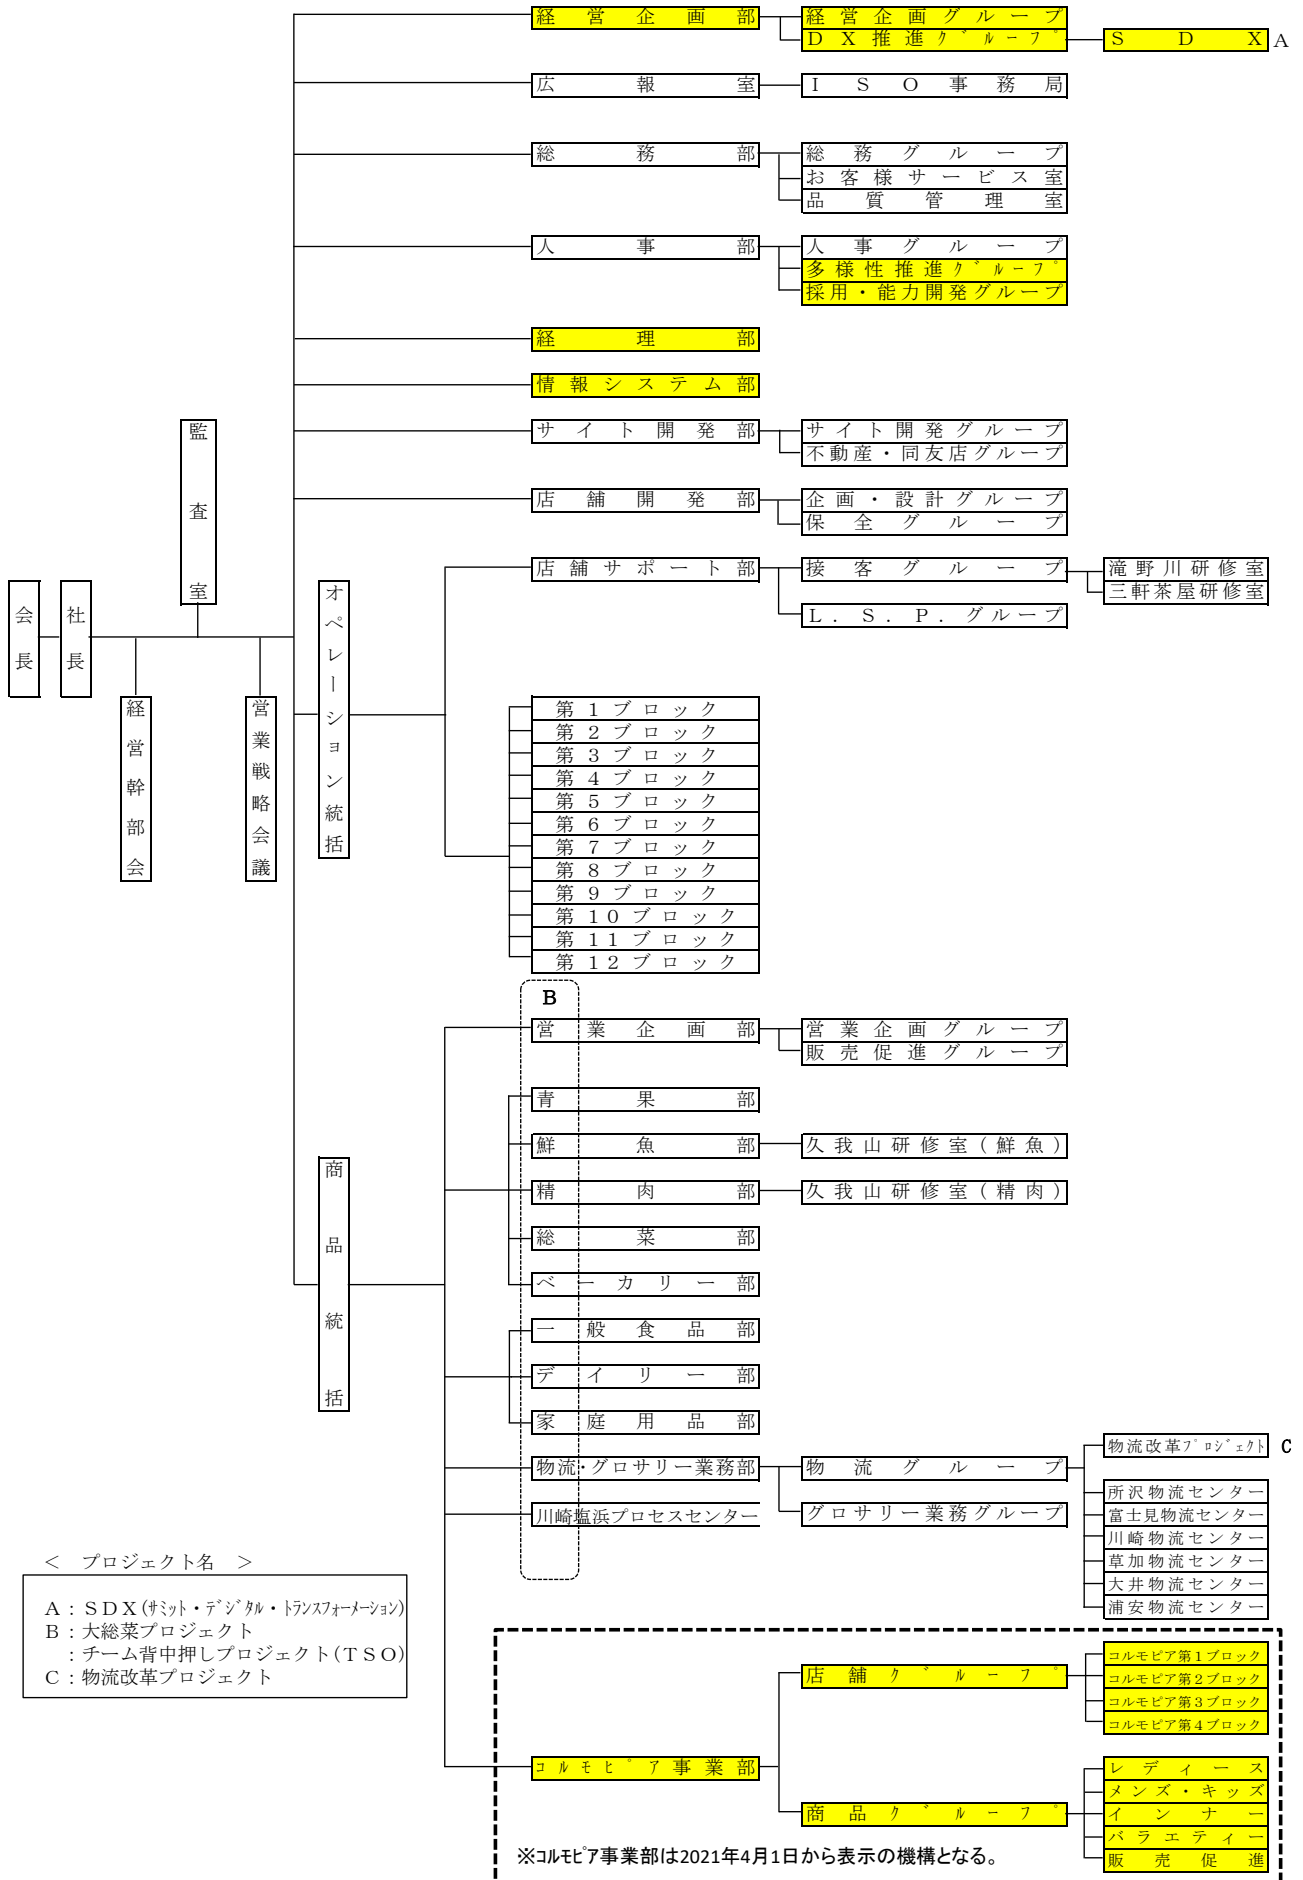 会長
社長
監査室
経営幹部会
営業戦略会議
経営企画部
経営企画グループ
DX推進グループ
SDX A
広報室
ISO事務局
総務部
総務グループ
お客様サービス室
品質管理室
人事部
人事グループ
多様性推進グループ
採用・能力開発グループ
経理部
情報システム部
サイト開発部
サイト開発グループ
不動産・同友店グループ
店舗開発部
企画・設計グループ
保全グループ
オペレーション統括
店舗サポート部
接客グループ
滝野川研修室
三軒茶屋研修室
L.S.P.グループ
第1ブロック
第2ブロック
第3ブロック
第4ブロック
第5ブロック
第6ブロック
第7ブロック
第8ブロック
第9ブロック
第10ブロック
第11ブロック
第12ブロック
商品統括
B
営業企画部
営業企画グループ
販売促進グループ
青果部
鮮魚部
久我山研修室(鮮魚)
精肉部
久我山研修室(精肉)
総菜部
ベーカリー部
一般食品部
デイリー部
家庭用品部
物流・グロサリー業務部
物流グループ
物流改革プロジェクト C
所沢物流センター
富士見物流センター
川崎物流センター
草加物流センター
大井物流センター
浦安物流センター
グロサリー業務グループ
川崎塩浜プロセスセンター
コルモピア事業部
店舗グループ
コルモピア第1ブロック
コルモピア第2ブロック
コルモピア第3ブロック
コルモピア第4ブロック
商品グループ
レディース
メンズ・キッズ
インナー
バラエティー
販売促進
※コルモピア事業部は2021年4月1日から表示の機構となる。
< プロジェクト名 >
A:SDX(サミット・デジタル・トランスフォーメーション)
B:大総菜プロジェクト
:チーム背中押しプロジェクト(TSO)
C:物流改革プロジェクト